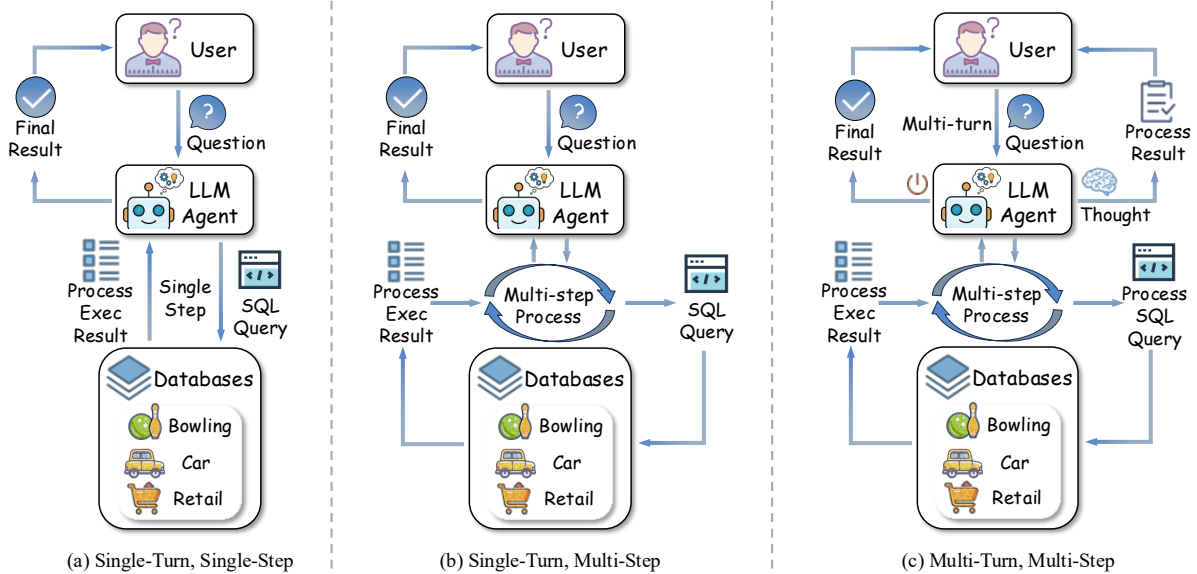 User
Final
Result
Question
LLM
Agent
Process
Exec
Result
Single
Step
SQL
Query
Databases
Bowling
Car
Retail
(a) Single-Turn, Single-Step
User
Final
Result
Question
LLM
Agent
Process
Exec
Result
Multi-step
Process
SQL
Query
Databases
Bowling
Car
Retail
(b) Single-Turn, Multi-Step
User
Final
Result
Multi-turn
Question
Process
Result
LLM
Agent
Thought
Process
Exec
Result
Multi-step
Process
Process
SQL
Query
Databases
Bowling
Car
Retail
(c) Multi-Turn, Multi-Step